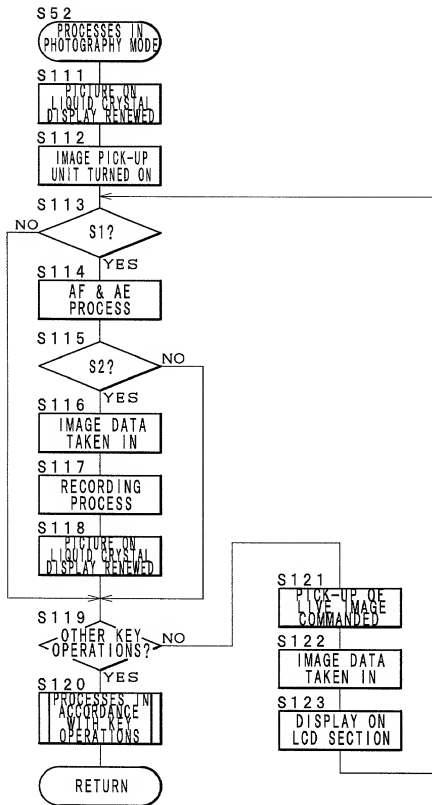 S52
PROCESSES IN
PHOTOGRAPHY MODE
S111
PICTURE ON
LIQUID CRYSTAL
DISPLAY RENEWED
S112
IMAGE PICK-UP
UNIT TURNED ON
S113
NO
S1?
YES
S114
AF & AE
PROCESS
S115
NO
S2?
YES
S116
IMAGE DATA
TAKEN IN
S117
RECORDING
PROCESS
S118
PICTURE ON
LIQUID CRYSTAL
DISPLAY RENEWED
S119
OTHER KEY
OPERATIONS?
NO
YES
S120
PROCESSES IN
ACCORDANCE
WITH KEY
OPERATIONS
RETURN
S121
PICK-UP OF
LIVE IMAGE
COMMANDED
S122
IMAGE DATA
TAKEN IN
S123
DISPLAY ON
LCD SECTION